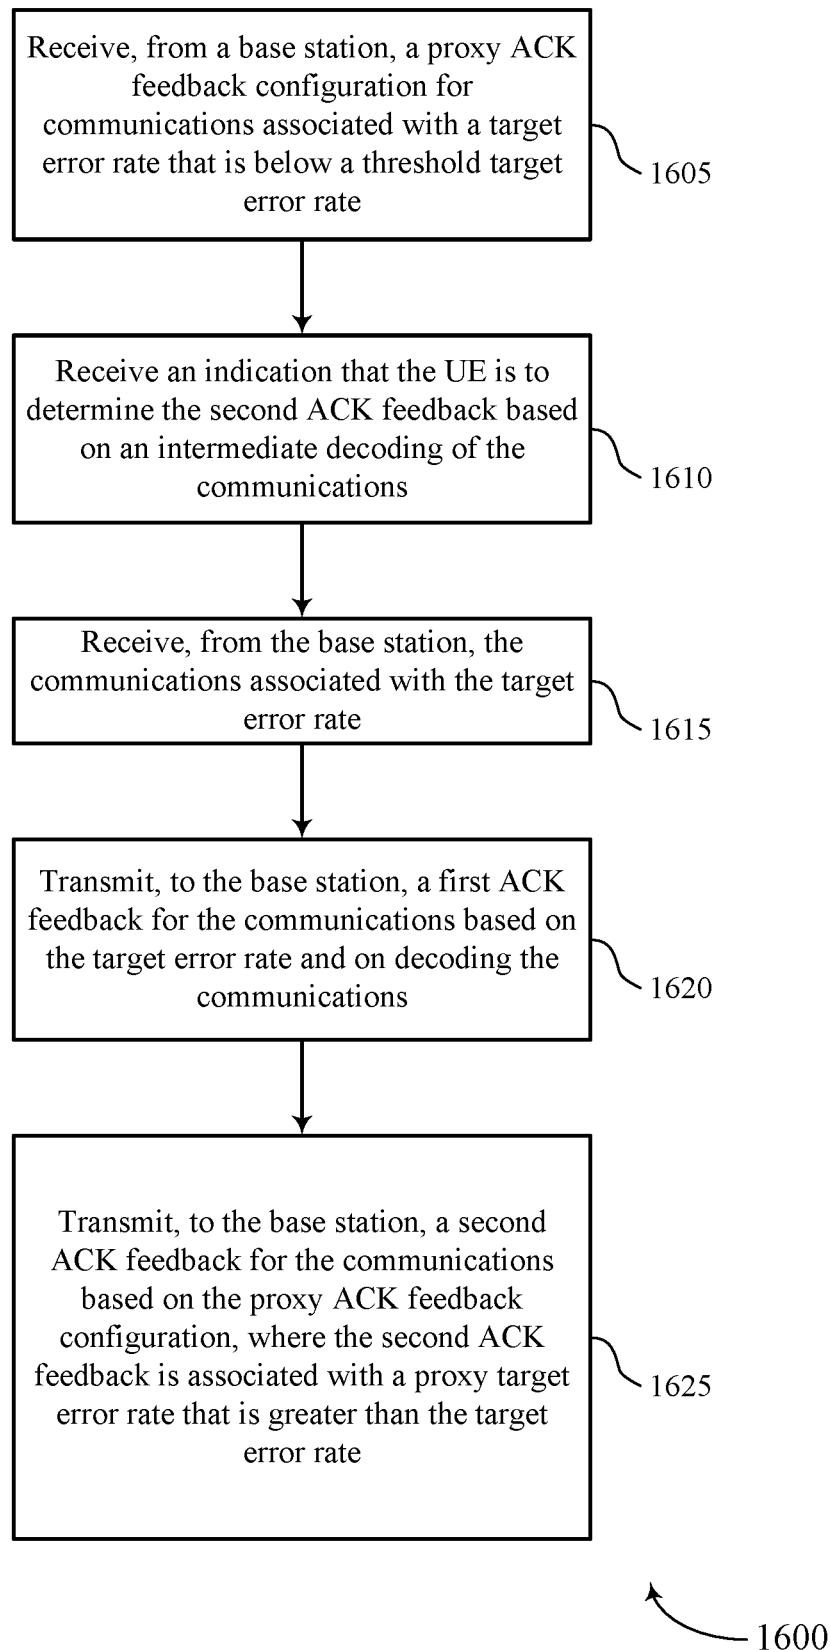 Receive, from a base station, a proxy ACK
feedback configuration for
communications associated with a target
error rate that is below a threshold target
error rate
1605
Receive an indication that the UE is to
determine the second ACK feedback based
on an intermediate decoding of the
communications
1610
Receive, from the base station, the
communications associated with the target
error rate
1615
Transmit, to the base station, a first ACK
feedback for the communications based on
the target error rate and on decoding the
communications
1620
Transmit, to the base station, a second
ACK feedback for the communications
based on the proxy ACK feedback
configuration, where the second ACK
feedback is associated with a proxy target
error rate that is greater than the target
error rate
1625
1600